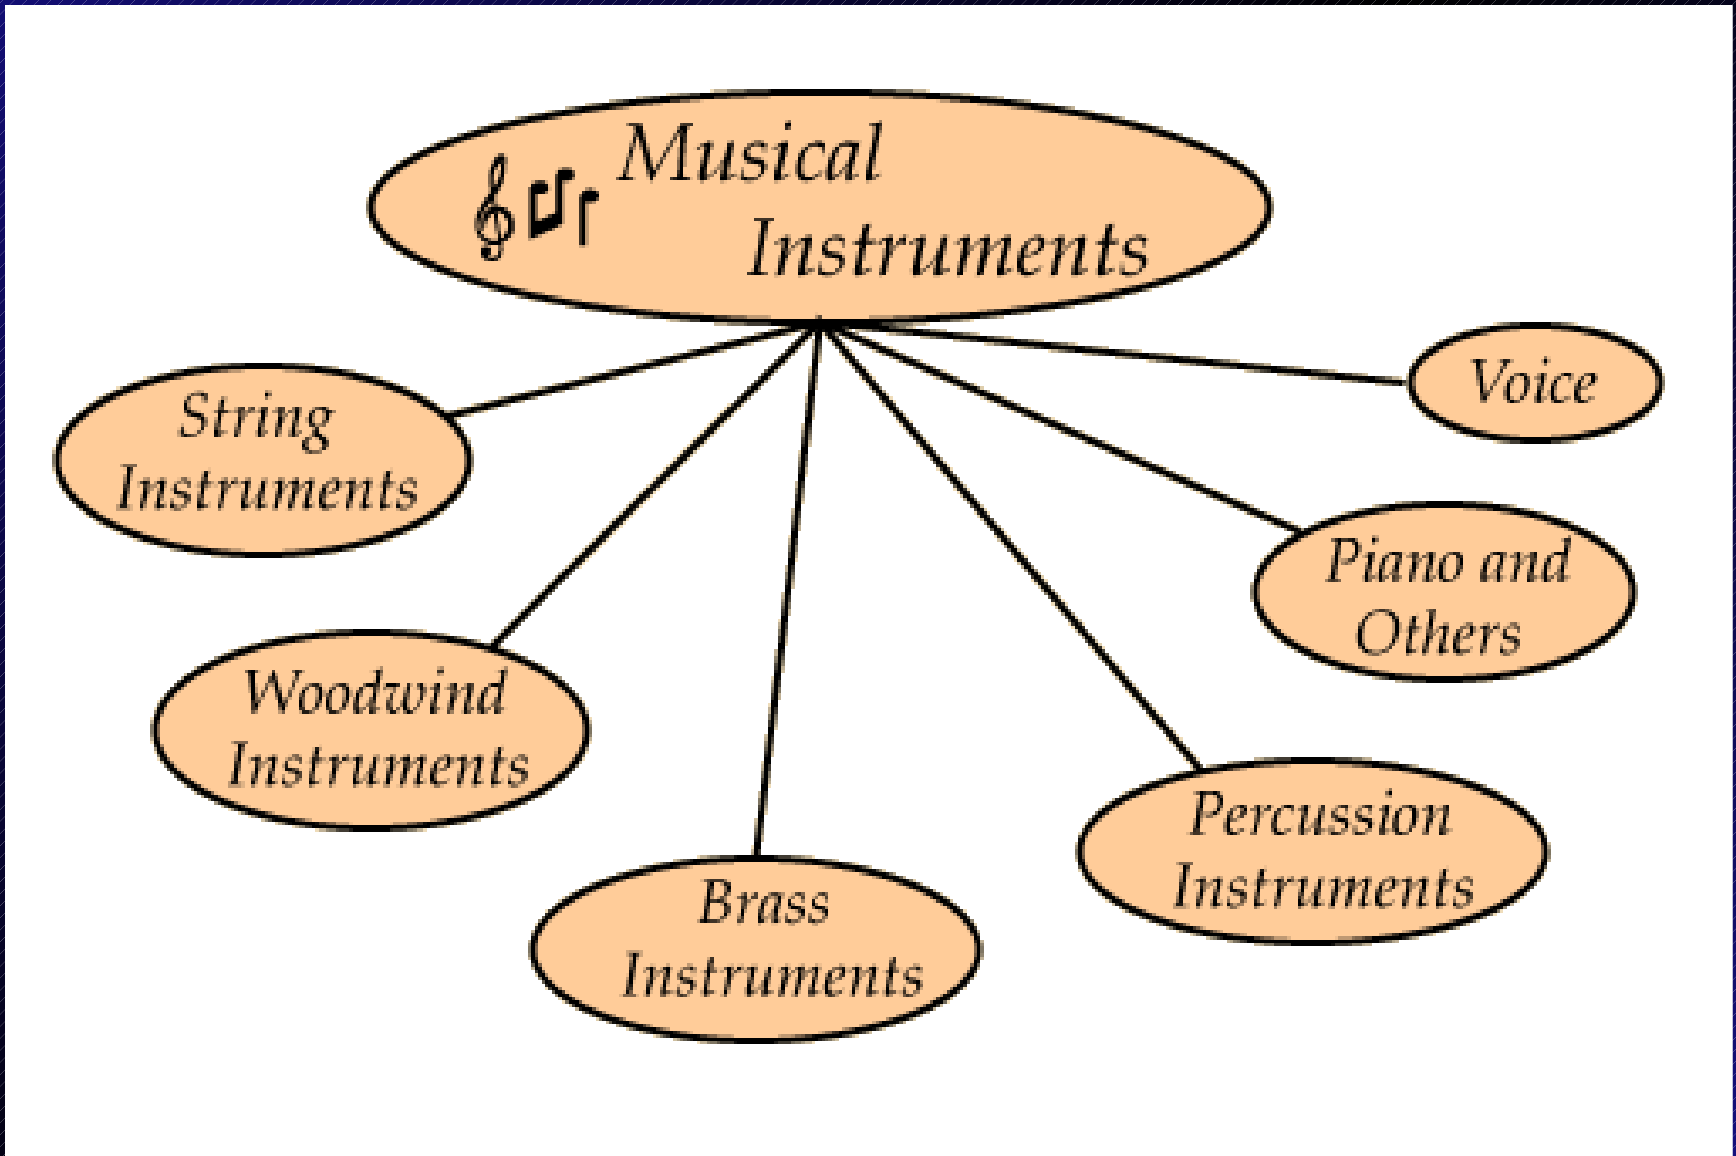 Musical
Instruments
String
Instruments
Woodwind
Instruments
Brass
Instruments
Percussion
Instruments
Piano and
Others
Voice